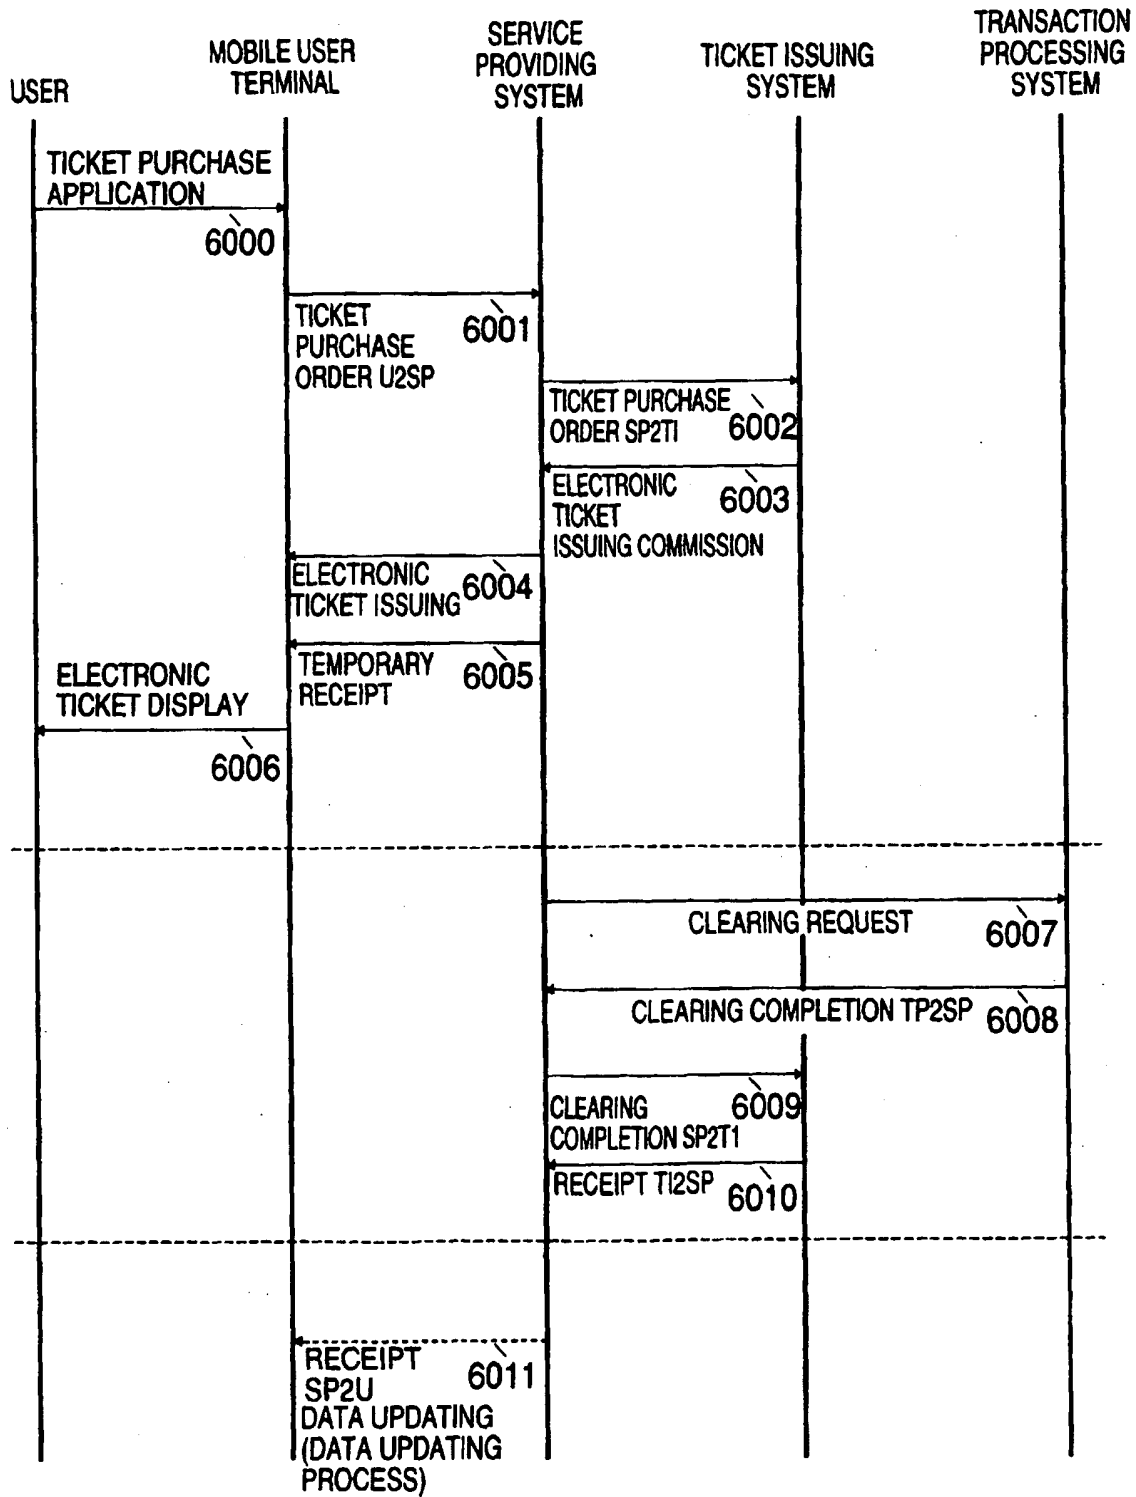 USER
MOBILE USER
TERMINAL
SERVICE
PROVIDING
SYSTEM
TICKET ISSUING
SYSTEM
TRANSACTION
PROCESSING
SYSTEM
TICKET PURCHASE
APPLICATION
6000
TICKET
PURCHASE
ORDER U2SP
6001
TICKET PURCHASE
ORDER SP2TI
6002
ELECTRONIC
TICKET
ISSUING COMMISSION
6003
ELECTRONIC
TICKET ISSUING
6004
TEMPORARY
RECEIPT
6005
ELECTRONIC
TICKET DISPLAY
6006
CLEARING REQUEST
6007
CLEARING COMPLETION TP2SP
6008
CLEARING
COMPLETION SP2T1
6009
RECEIPT TI2SP
6010
RECEIPT
SP2U
DATA UPDATING
(DATA UPDATING
PROCESS)
6011